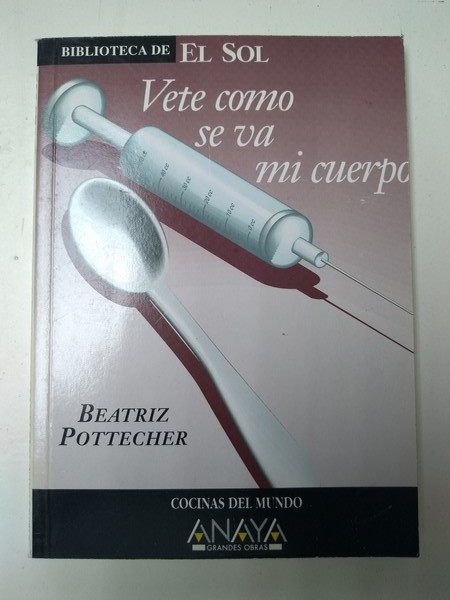 BIBLIOTECA DE EL SOL
Vete como
se va
mi cuerpo
BEATRIZ
POTTECHER
COCINAS DEL MUNDO
ANAYA
GRANDES OBRAS